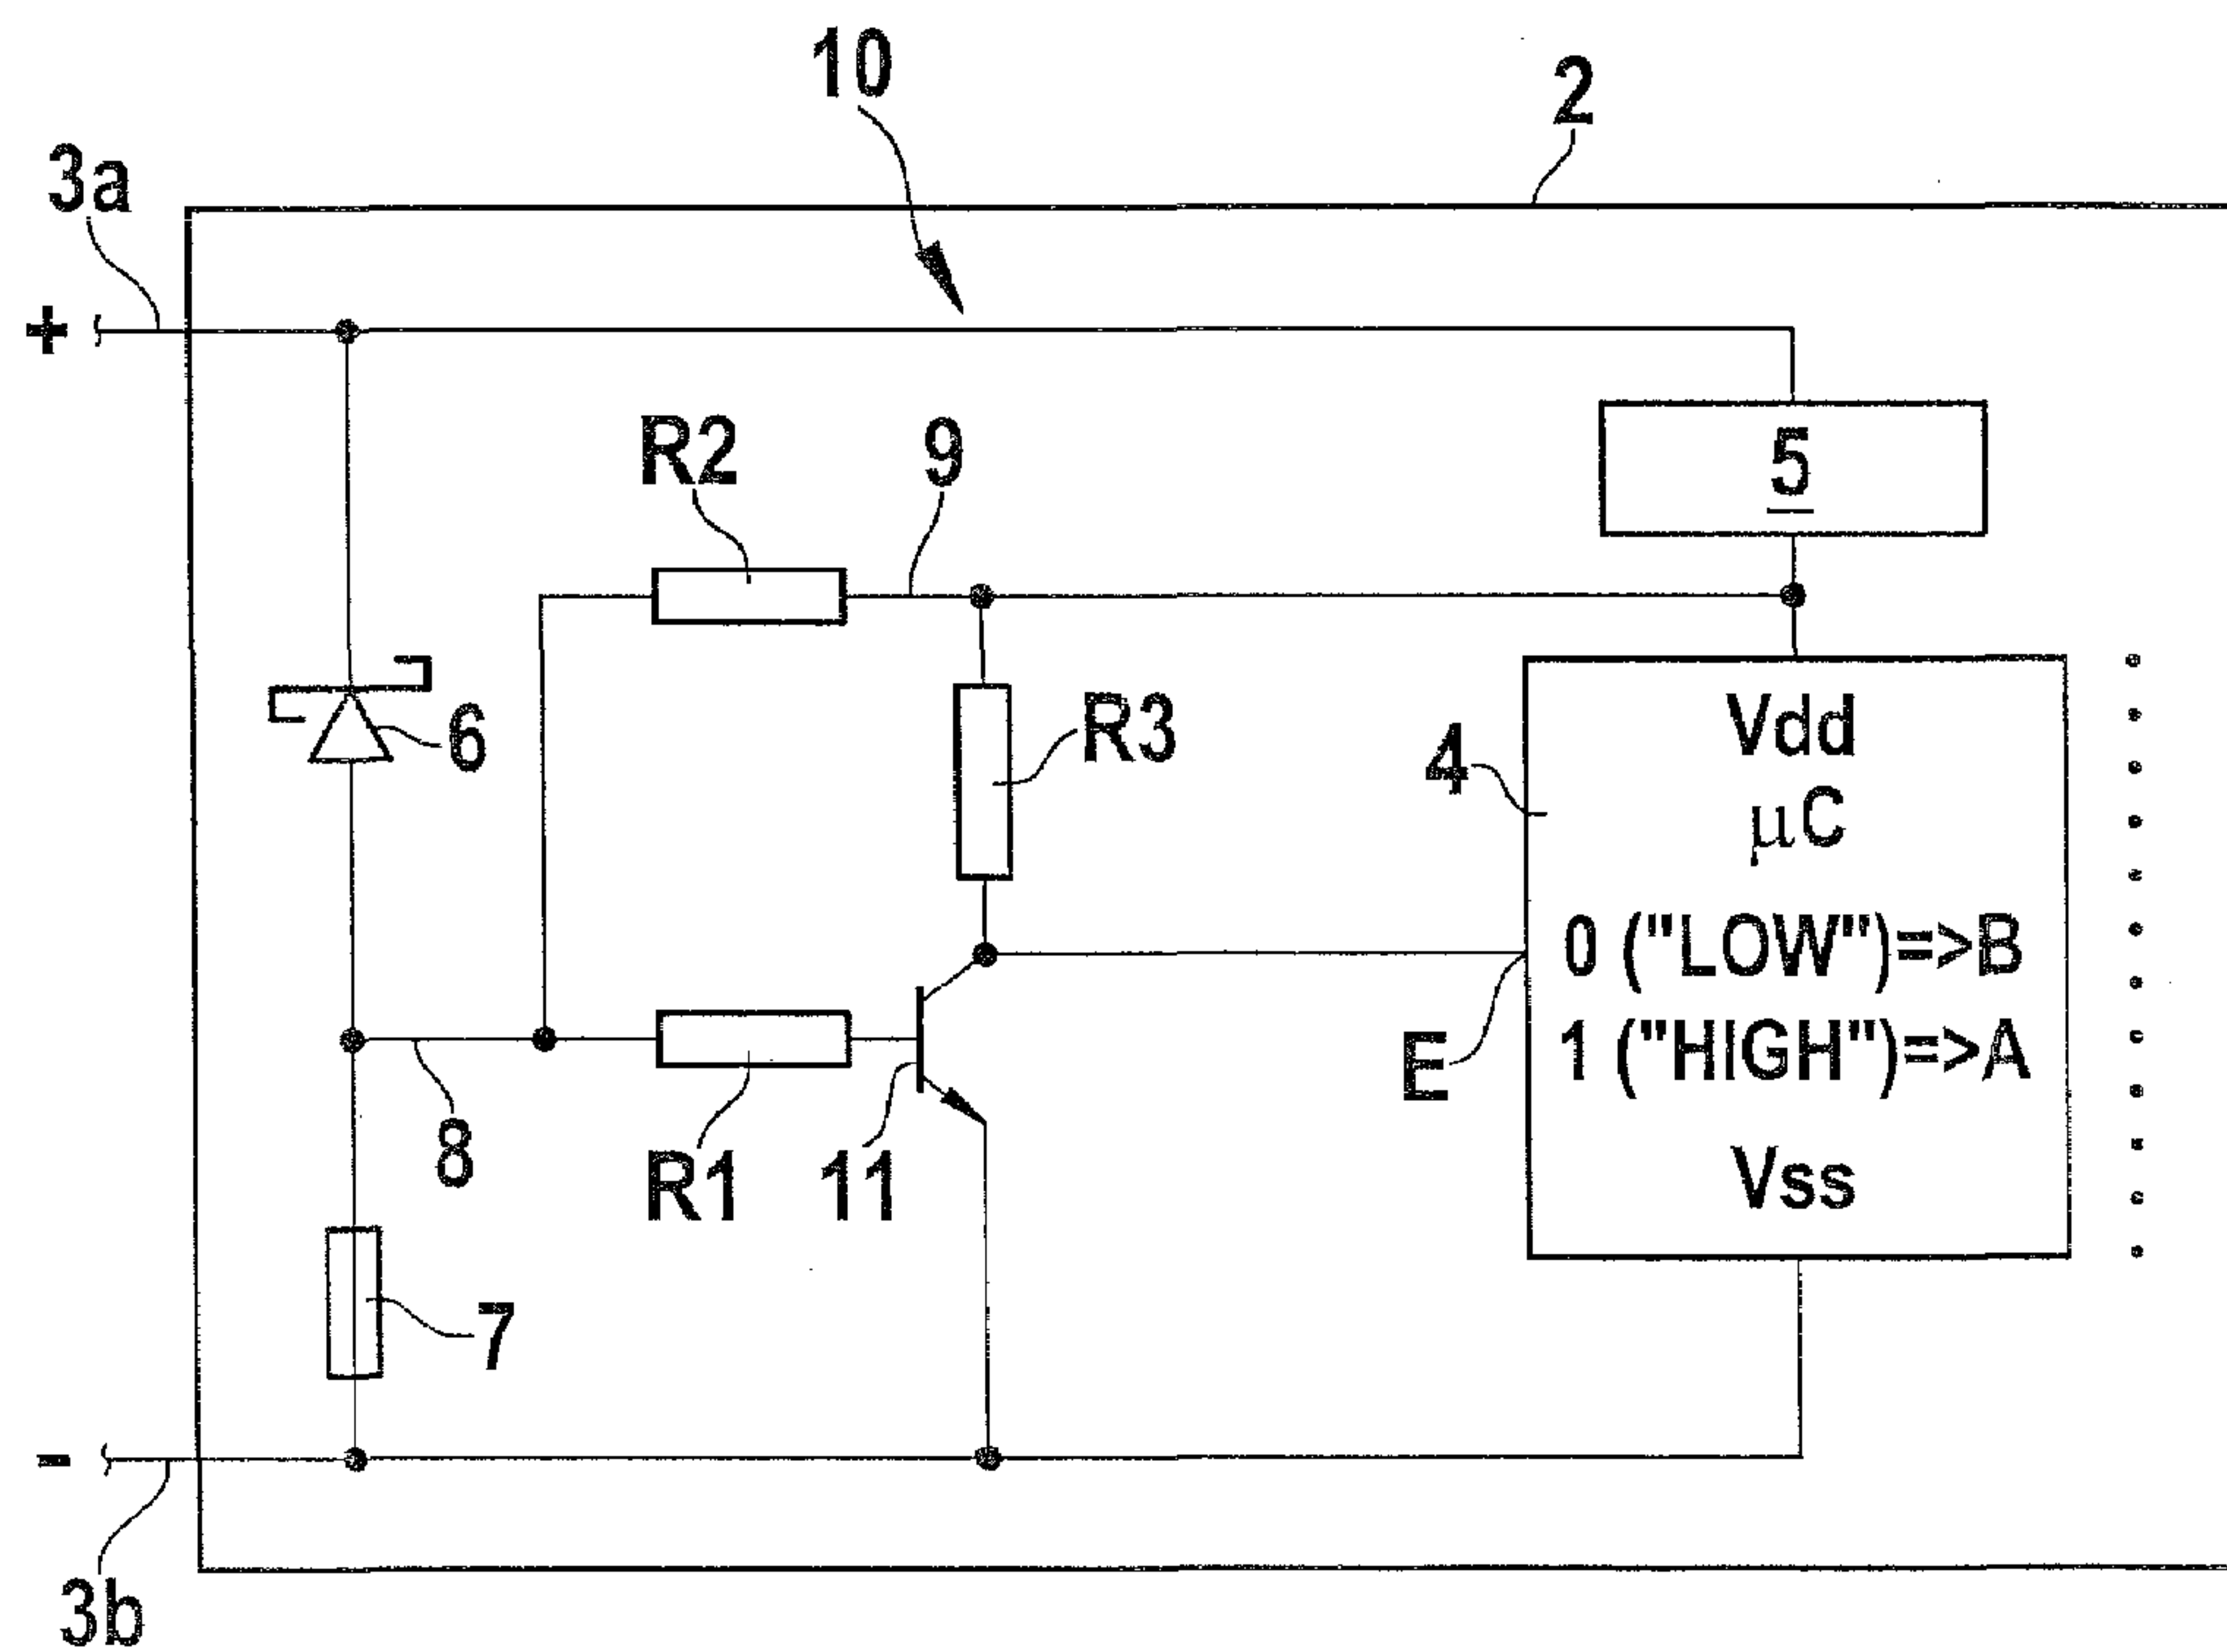 10
2
3a
+
R2
9
5
6
R3
4
Vdd
µC
0 ("LOW")=>B
1 ("HIGH")=>A
Vss
E
8
R1
11
7
-
3b